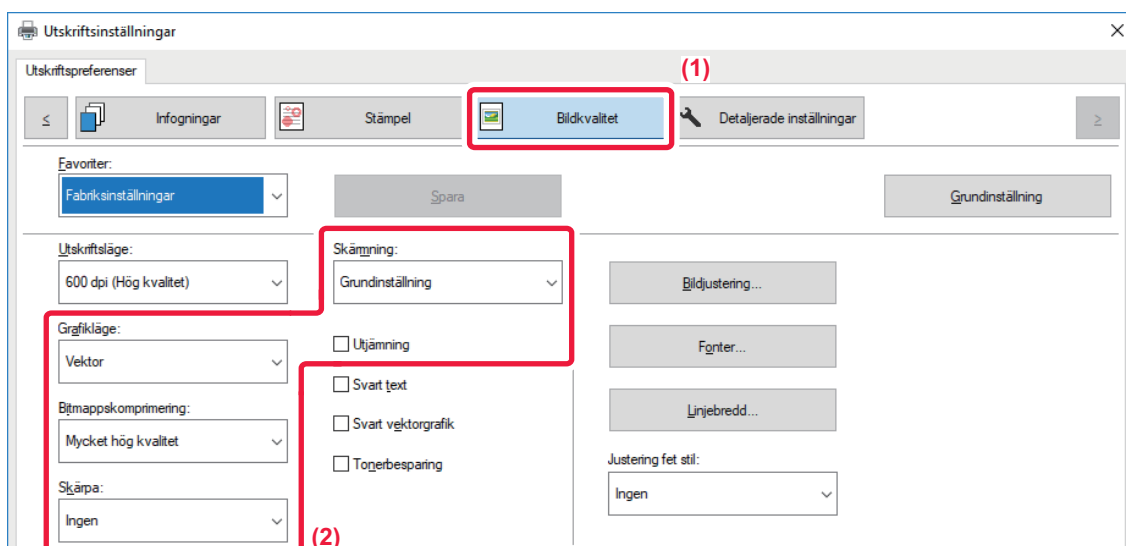 Utskriftsinställningar
Utskriftspreferenser
(1)
< Infogningar Stämpel Bildkvalitet Detaljerade inställningar >
Favoriter:
Fabriksinställningar Spara Grundinställning
Utskriftsläge: Skärmning:
600 dpi (Hög kvalitet) Grundinställning Bildjustering...
Grafikläge:
Vektor Utjämning Fonter...
Svart text
Bitmappskomprimering: Svart vektorgrafik Linjebredd...
Mycket hög kvalitet
Tonerbesparing Justering fet stil:
Skärpa:
Ingen Ingen
(2)